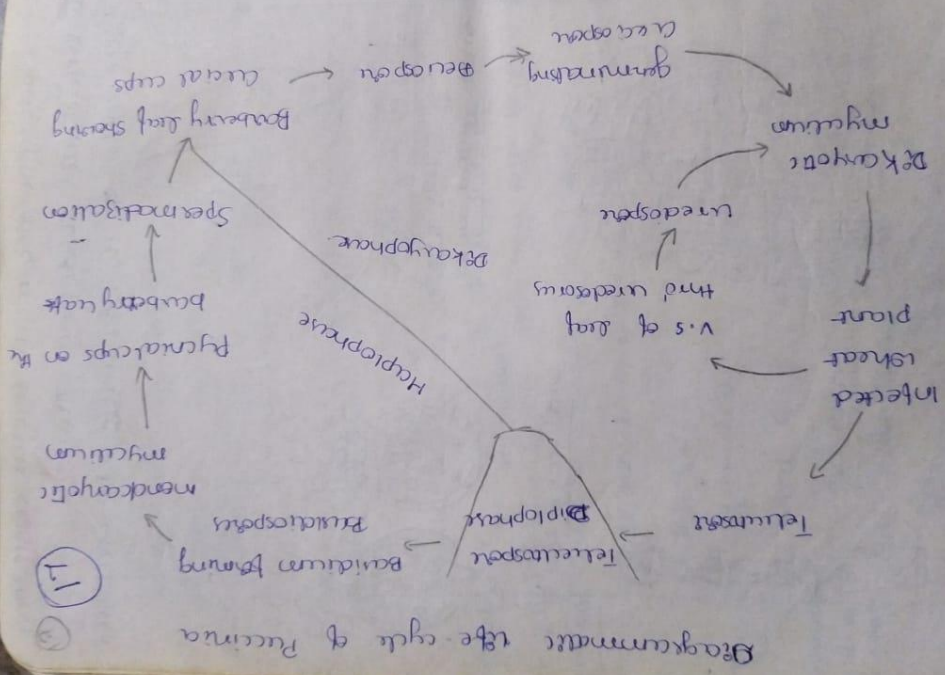 Diagrammatic life cycle of Puccinia
Teleutospore
Diplophase
Basidium forming
Basidiospores
monokaryotic
mycelium
Pycnial cups on the
barberry leaf
Spermatization
Barberry leaf showing
Aecial cups
Aeciospore
germinating
Aeciospore
Dikaryotic
mycelium
Infected
wheat
plant
V.S of leaf
thro' uredosorus
Uredospore
Teleutosori
Haplophase
Dikaryophase